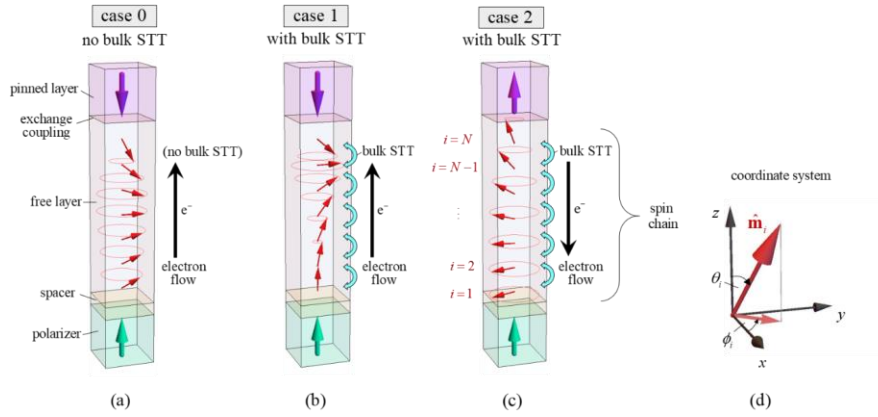 case 0
no bulk STT
pinned layer
exchange
coupling
(no bulk STT)
free layer
e⁻
electron
flow
spacer
polarizer
(a)
case 1
with bulk STT
bulk STT
e⁻
electron
flow
(b)
case 2
with bulk STT
i = N
i = N−1
⋮
i = 2
i = 1
bulk STT
e⁻
electron
flow
spin
chain
(c)
coordinate system
z
m̂ᵢ
θᵢ
y
ϕᵢ
x
(d)